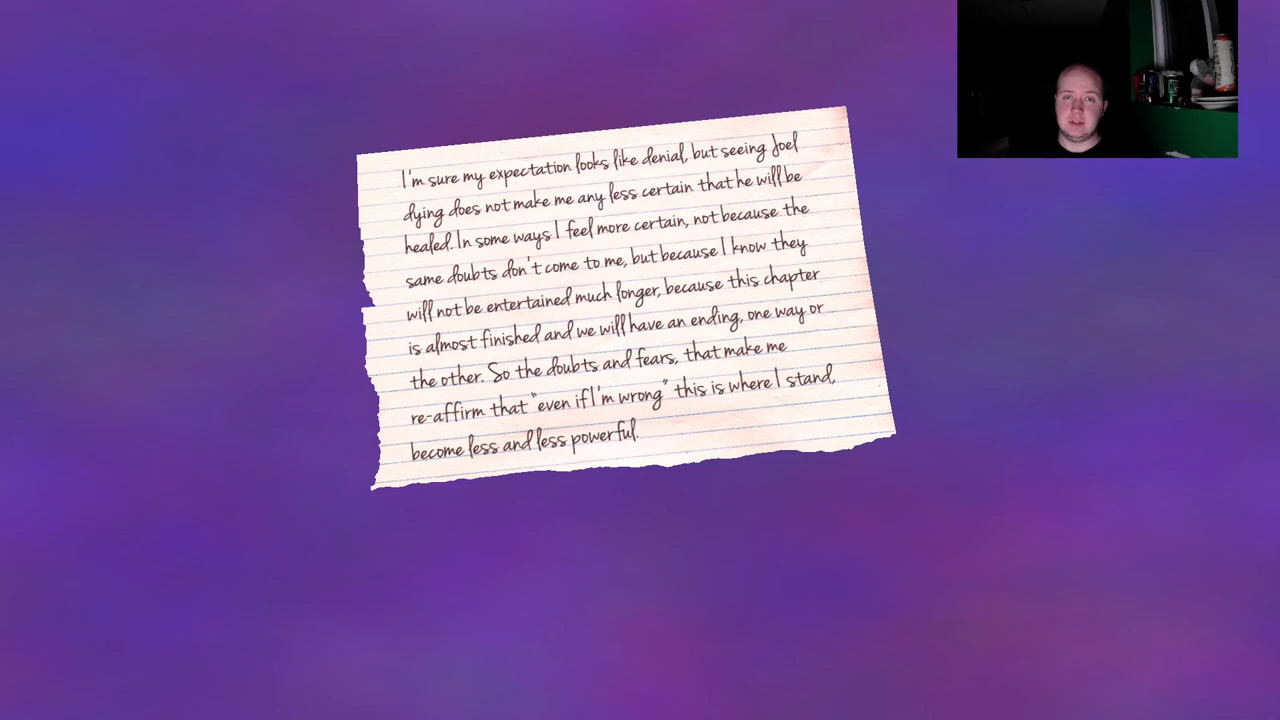 I'm sure my expectation looks like denial, but seeing Joel
dying does not make me any less certain that he will be
healed. In some ways I feel more certain, not because the
same doubts don't come to me, but because I know they
will not be entertained much longer, because this chapter
is almost finished and we will have an ending, one way or
the other. So the doubts and fears, that make me
re-affirm that "even if I'm wrong" this is where I stand,
become less and less powerful.